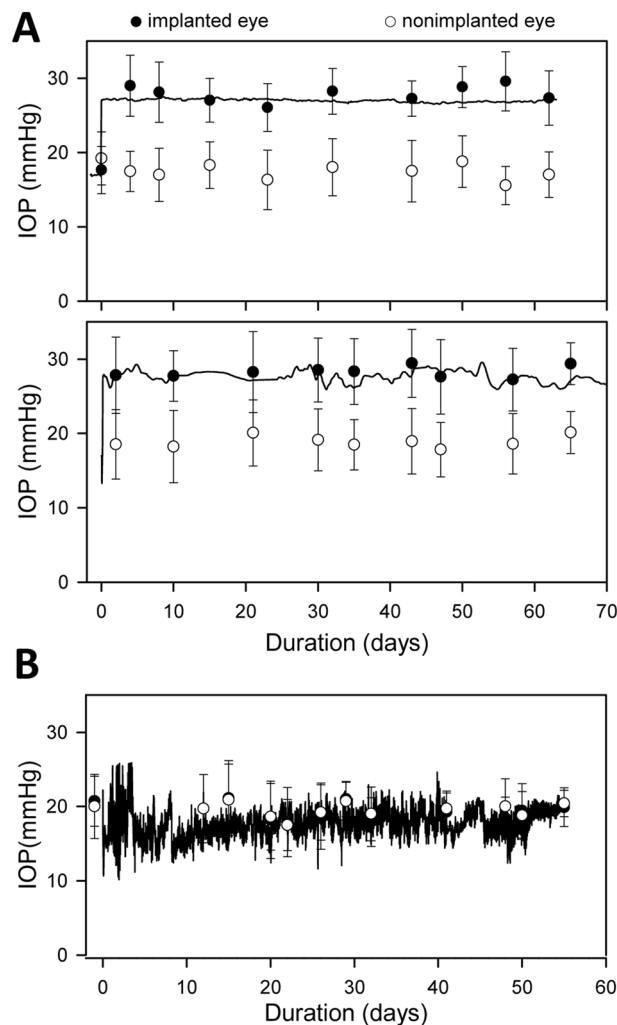 A
● implanted eye ○ nonimplanted eye
30
20
10
0
IOP (mmHg)
30
20
10
0
IOP (mmHg)
0 10 20 30 40 50 60 70
Duration (days)
B
30
20
10
0
IOP(mmHg)
0 10 20 30 40 50 60
Duration (days)